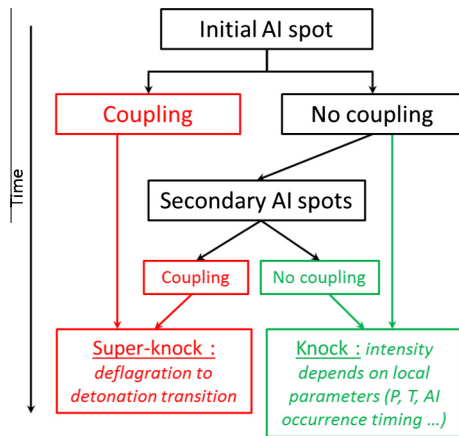 Initial AI spot
Coupling
No coupling
Time
Secondary AI spots
Coupling
No coupling
Super-knock :
deflagration to
detonation transition
Knock : intensity
depends on local
parameters (P, T, AI
occurrence timing ...)